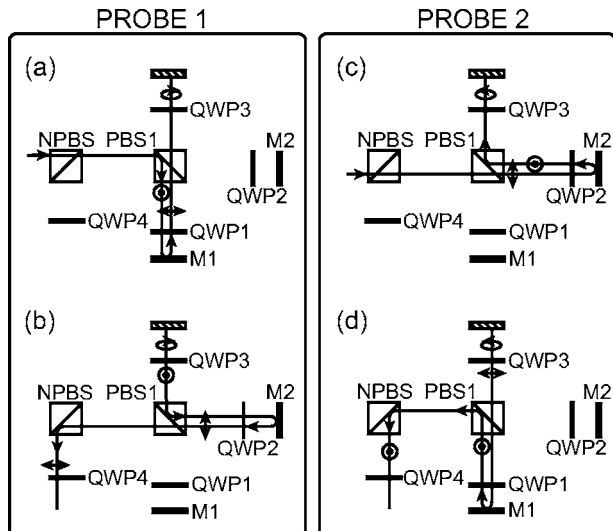 PROBE 1
PROBE 2
(a)
QWP3
NPBS PBS1
M2
QWP2
QWP4
QWP1
M1
(b)
QWP3
NPBS PBS1
M2
QWP2
QWP4
QWP1
M1
(c)
QWP3
NPBS PBS1
M2
QWP2
QWP4
QWP1
M1
(d)
QWP3
NPBS PBS1
M2
QWP2
QWP4
QWP1
M1